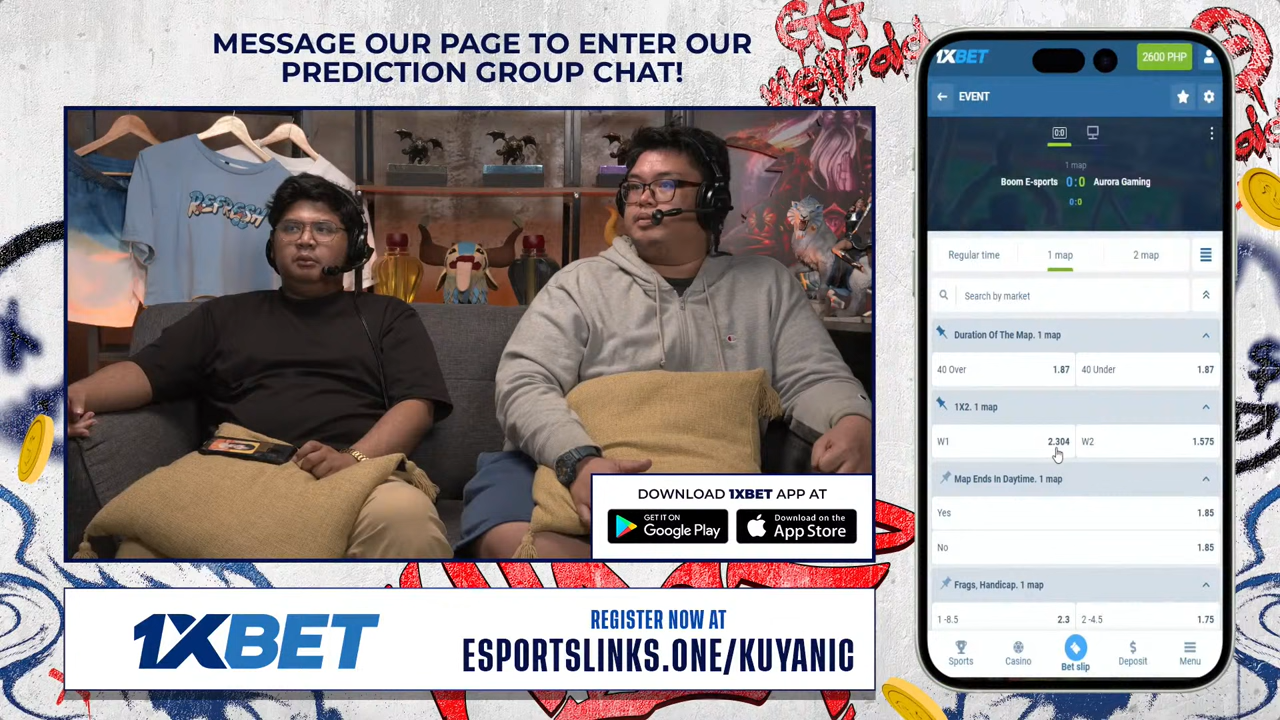 MESSAGE OUR PAGE TO ENTER OUR
PREDICTION GROUP CHAT!
REFRESH
DOWNLOAD 1XBET APP AT
GET IT ON
Google Play
Download on the
App Store
1XBET
REGISTER NOW AT
ESPORTSLINKS.ONE/KUYANIC
1XBET
2600 PHP
EVENT
0:0
1 map
Boom E-sports 0:0 Aurora Gaming
0:0
Regular time 1 map 2 map
Search by market
Duration Of The Map. 1 map
40 Over 1.87 40 Under 1.87
1X2. 1 map
W1 2.304 W2 1.575
Map Ends In Daytime. 1 map
Yes 1.85
No 1.85
Frags, Handicap. 1 map
1 -8.5 2.3 2 -4.5 1.75
Sports Casino Bet slip Deposit Menu